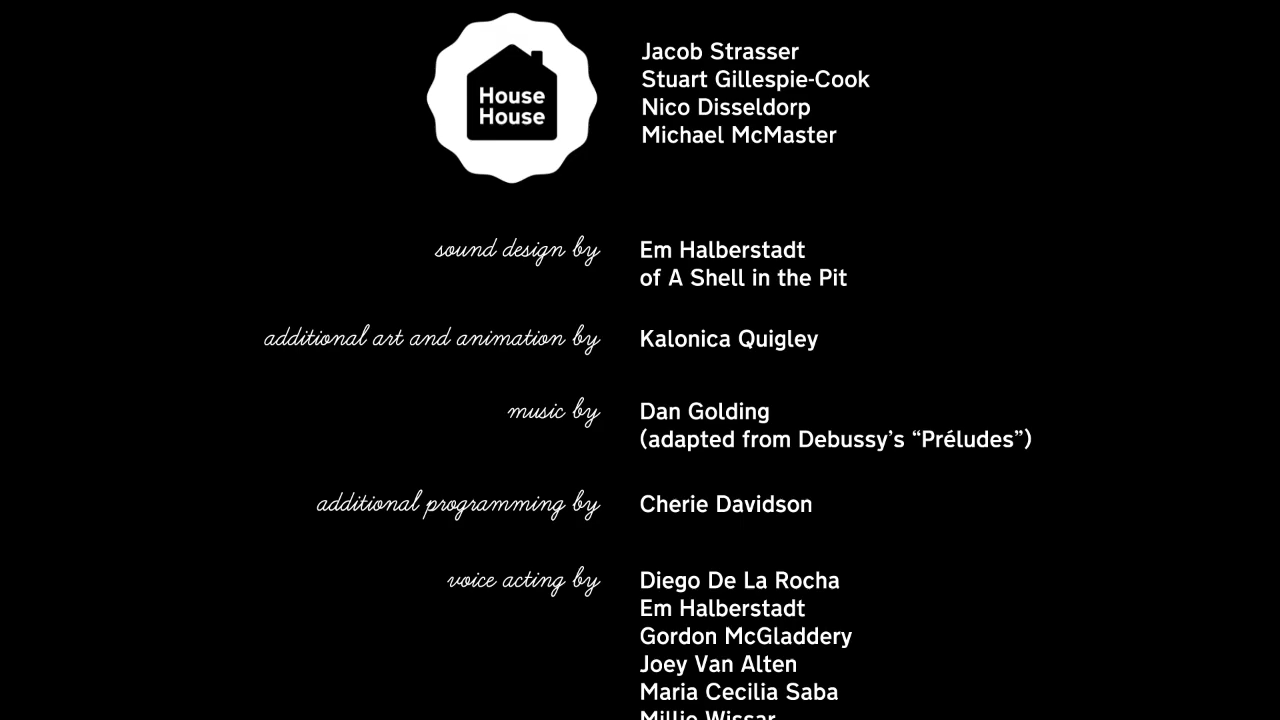 House
House
Jacob Strasser
Stuart Gillespie-Cook
Nico Disseldorp
Michael McMaster
sound design by
Em Halberstadt
of A Shell in the Pit
additional art and animation by
Kalonica Quigley
music by
Dan Golding
(adapted from Debussy’s “Préludes”)
additional programming by
Cherie Davidson
voice acting by
Diego De La Rocha
Em Halberstadt
Gordon McGladdery
Joey Van Alten
Maria Cecilia Saba